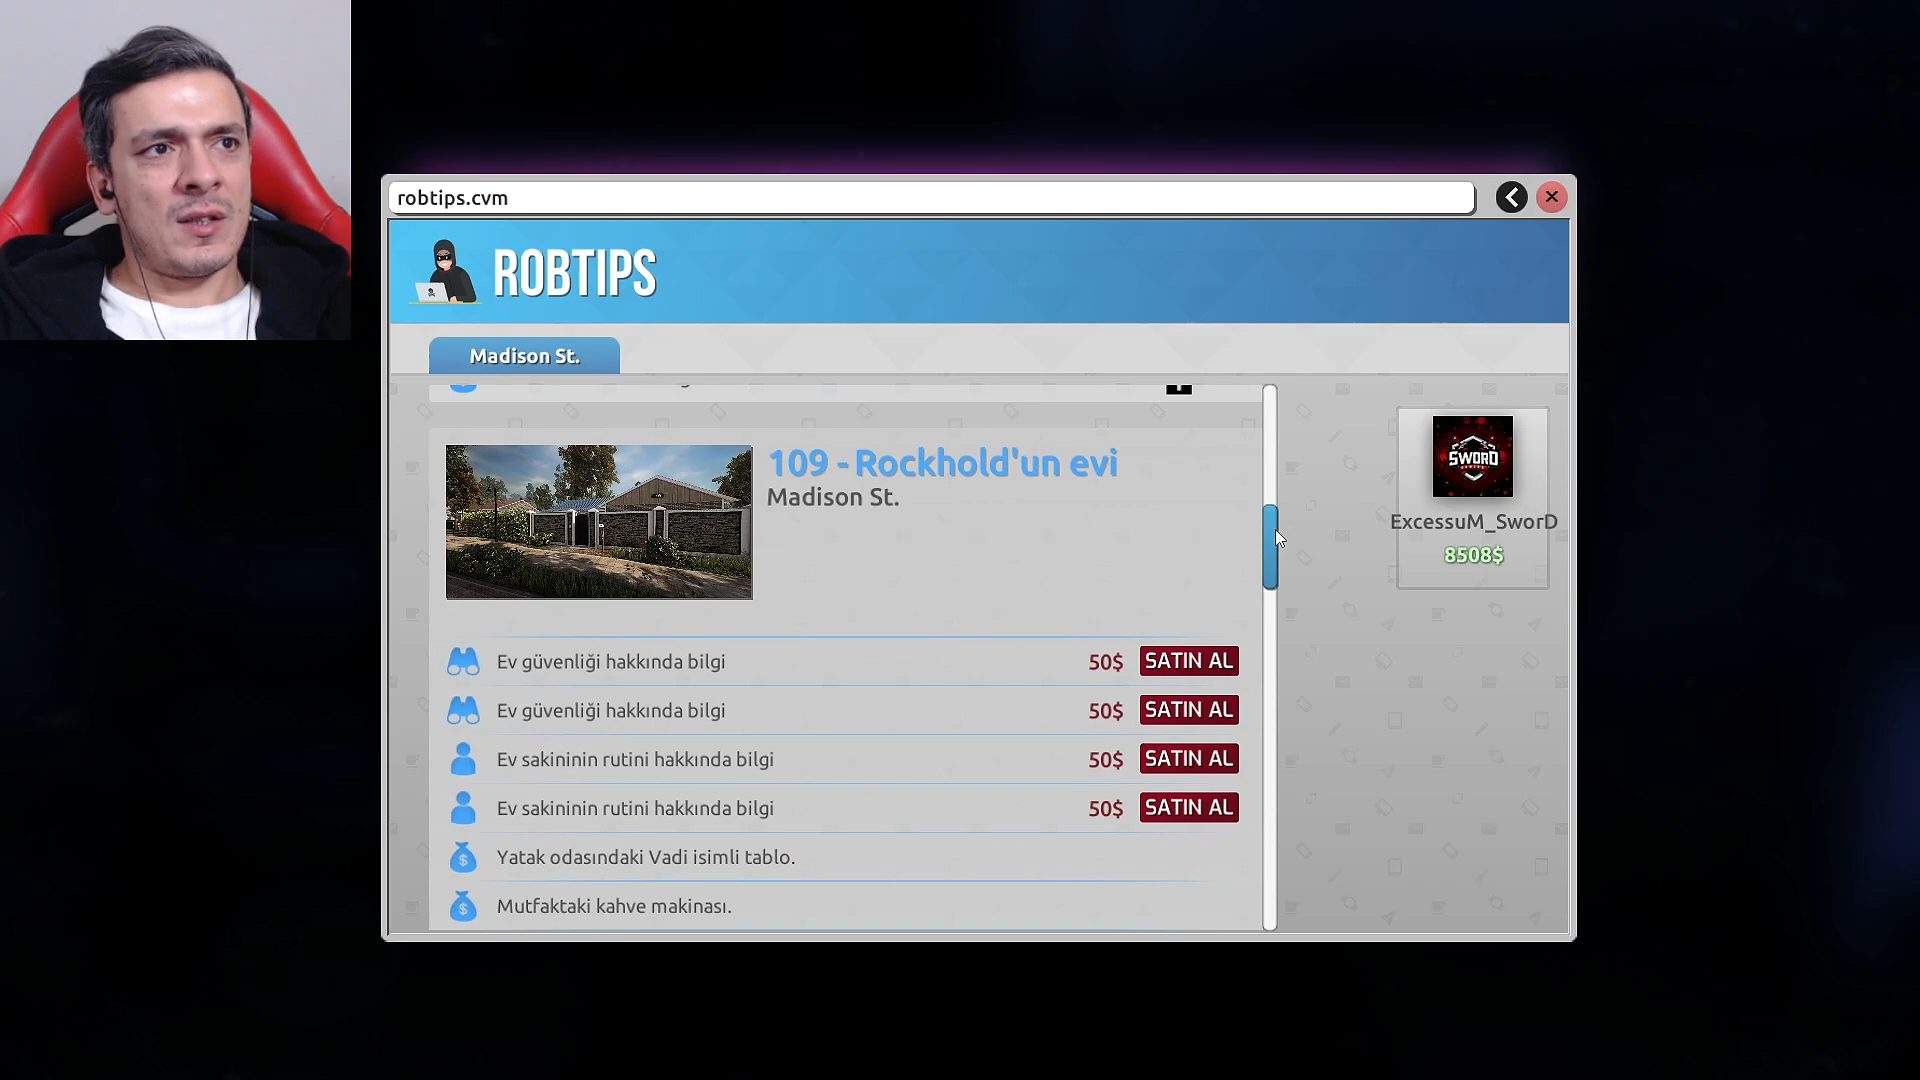 robtips.cvm
ROBTIPS
Madison St.
109 - Rockhold'un evi
Madison St.
SWORD
ExcessuM_SworD
8508$
Ev güvenliği hakkında bilgi 50$ SATIN AL
Ev güvenliği hakkında bilgi 50$ SATIN AL
Ev sakininin rutini hakkında bilgi 50$ SATIN AL
Ev sakininin rutini hakkında bilgi 50$ SATIN AL
Yatak odasındaki Vadi isimli tablo.
Mutfaktaki kahve makinası.